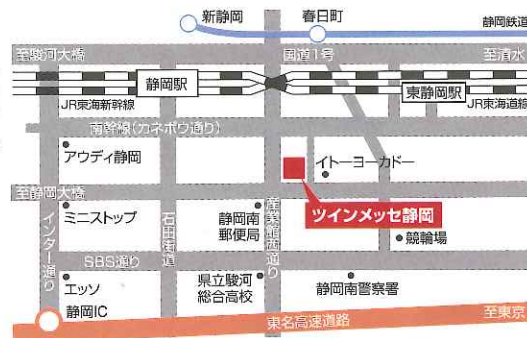 新静岡
春日町
静岡鉄道
至駿河大橋
国道1号
至清水
静岡駅
東静岡駅
JR東海新幹線
JR東海道線
南幹線(カネボウ通り)
アウディ静岡
イトーヨーカドー
至静岡大橋
ツインメッセ静岡
インター通り
ミニストップ
石田街道
静岡南
郵便局
産業館西通り
競輪場
SBS通り
エッソ
県立駿河
総合高校
静岡南警察署
静岡IC
東名高速道路
至東京